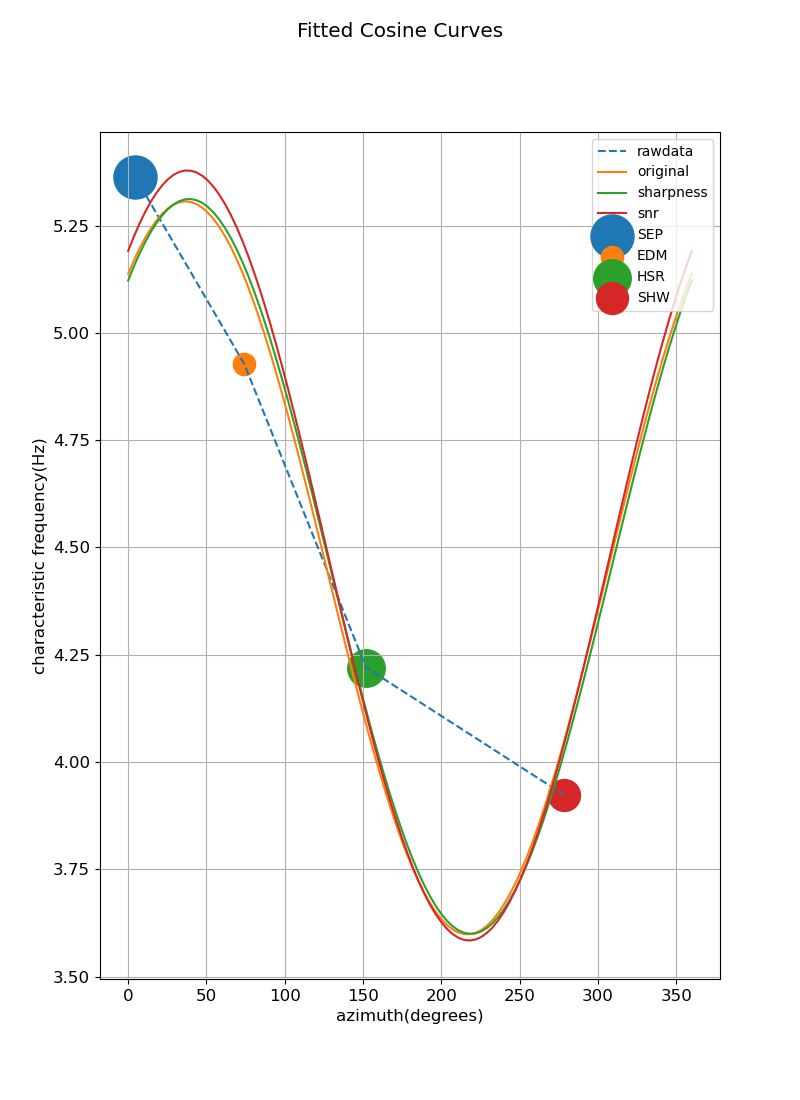 Fitted Cosine Curves
rawdata
original
sharpness
snr
SEP
EDM
HSR
SHW
characteristic frequency(Hz)
5.25
5.00
4.75
4.50
4.25
4.00
3.75
3.50
0 50 100 150 200 250 300 350
azimuth(degrees)